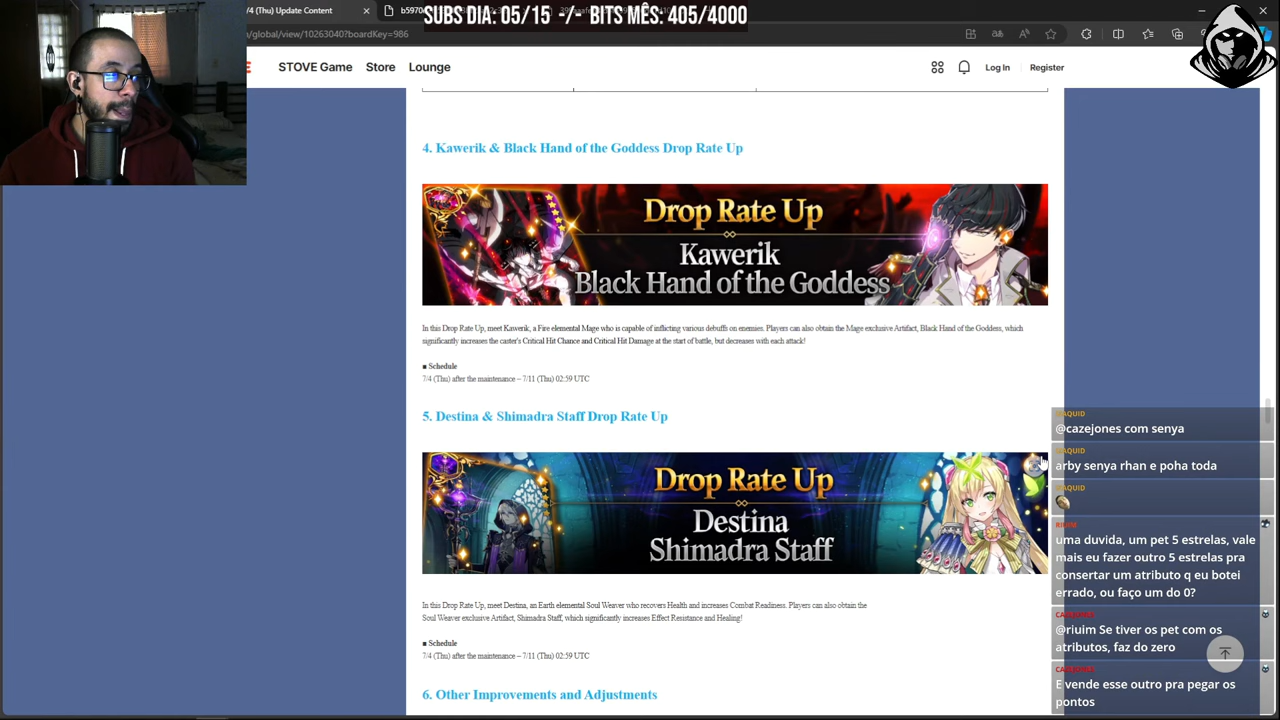 SUBS DIA: 05/15 -/- BITS MÊS: 405/4000
/4 (Thu) Update Content
b5970
om/global/view/10263040?boardKey=986
STOVE Game
Store
Lounge
Log In
Register
4. Kawerik & Black Hand of the Goddess Drop Rate Up
Drop Rate Up
Kawerik
Black Hand of the Goddess
In this Drop Rate Up, meet Kawerik, a Fire elemental Mage who is capable of inflicting various debuffs on enemies. Players can also obtain the Mage exclusive Artifact, Black Hand of the Goddess, which
significantly increases the caster's Critical Hit Chance and Critical Hit Damage at the start of battle, but decreases with each attack!
■ Schedule
7/4 (Thu) after the maintenance – 7/11 (Thu) 02:59 UTC
5. Destina & Shimadra Staff Drop Rate Up
Drop Rate Up
Destina
Shimadra Staff
In this Drop Rate Up, meet Destina, an Earth elemental Soul Weaver who recovers Health and increases Combat Readiness. Players can also obtain the
Soul Weaver exclusive Artifact, Shimadra Staff, which significantly increases Effect Resistance and Healing!
■ Schedule
7/4 (Thu) after the maintenance – 7/11 (Thu) 02:59 UTC
6. Other Improvements and Adjustments
@cazejones com senya
arby senya rhan e poha toda
RIUIM
uma duvida, um pet 5 estrelas, vale
mais eu fazer outro 5 estrelas pra
consertar um atributo q eu botei
errado, ou faço um do 0?
@riuim Se tiver os pet com os
atributos, faz do zero
E vende esse outro pra pegar os
pontos